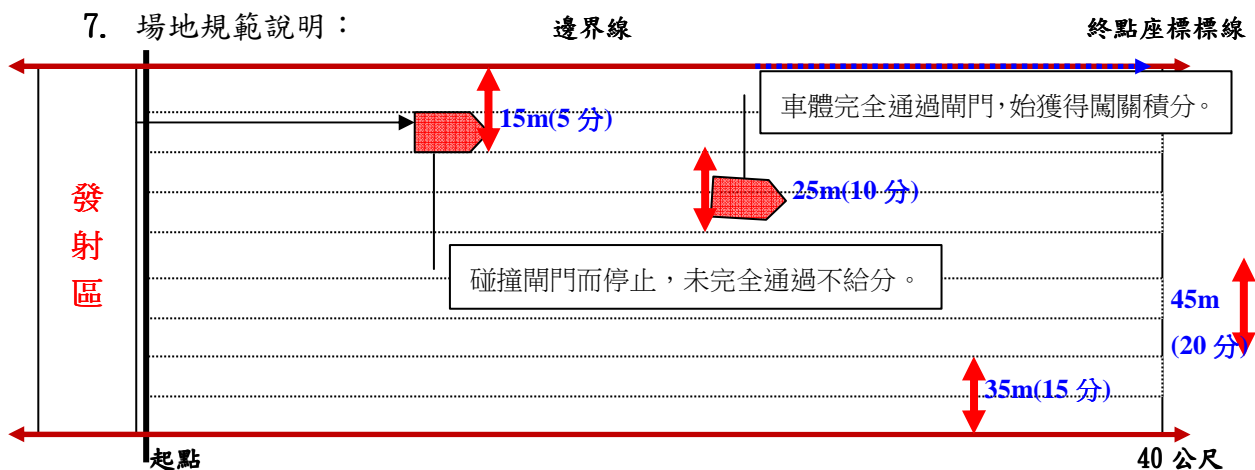 7. 場地規範說明：
邊界線
終點座標標線
車體完全通過閘門，始獲得闖關積分。
15m(5 分)
25m(10 分)
發射區
碰撞閘門而停止，未完全通過不給分。
45m
(20 分)
35m(15 分)
起點
40 公尺